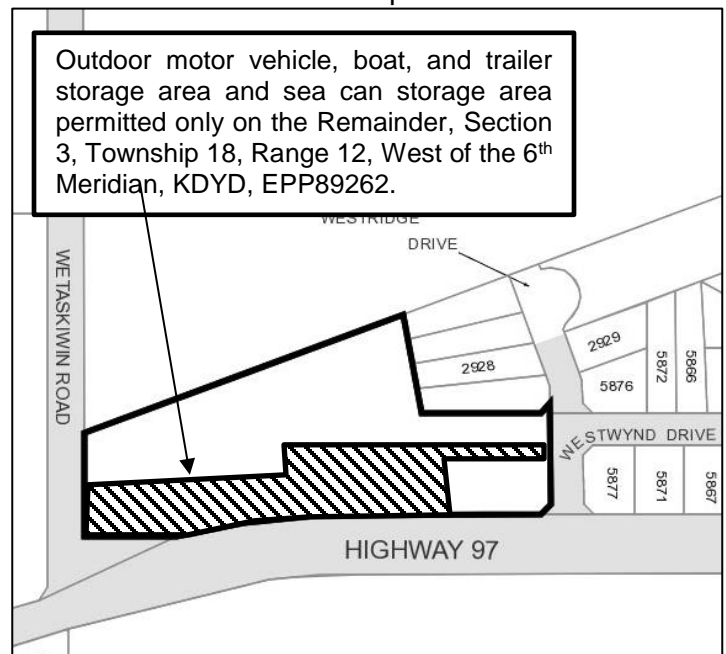 Outdoor motor vehicle, boat, and trailer
storage area and sea can storage area
permitted only on the Remainder, Section
3, Township 18, Range 12, West of the 6th
Meridian, KDYD, EPP89262.
WESTRIDGE
DRIVE
WETASKIWIN ROAD
2928
2929
5872
5866
5876
WESTWYND DRIVE
5877
5871
5867
HIGHWAY 97